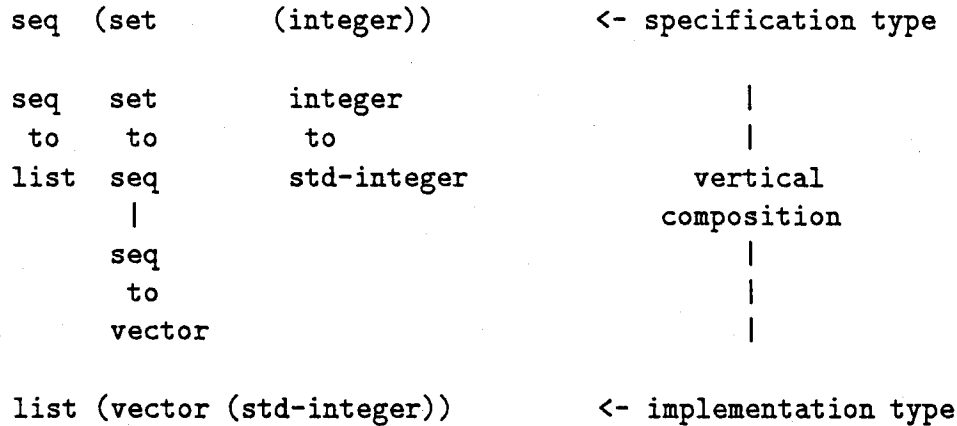 seq (set (integer)) <- specification type
seq set integer |
to to to |
list seq std-integer vertical
| composition
seq |
to |
vector |
list (vector (std-integer)) <- implementation type